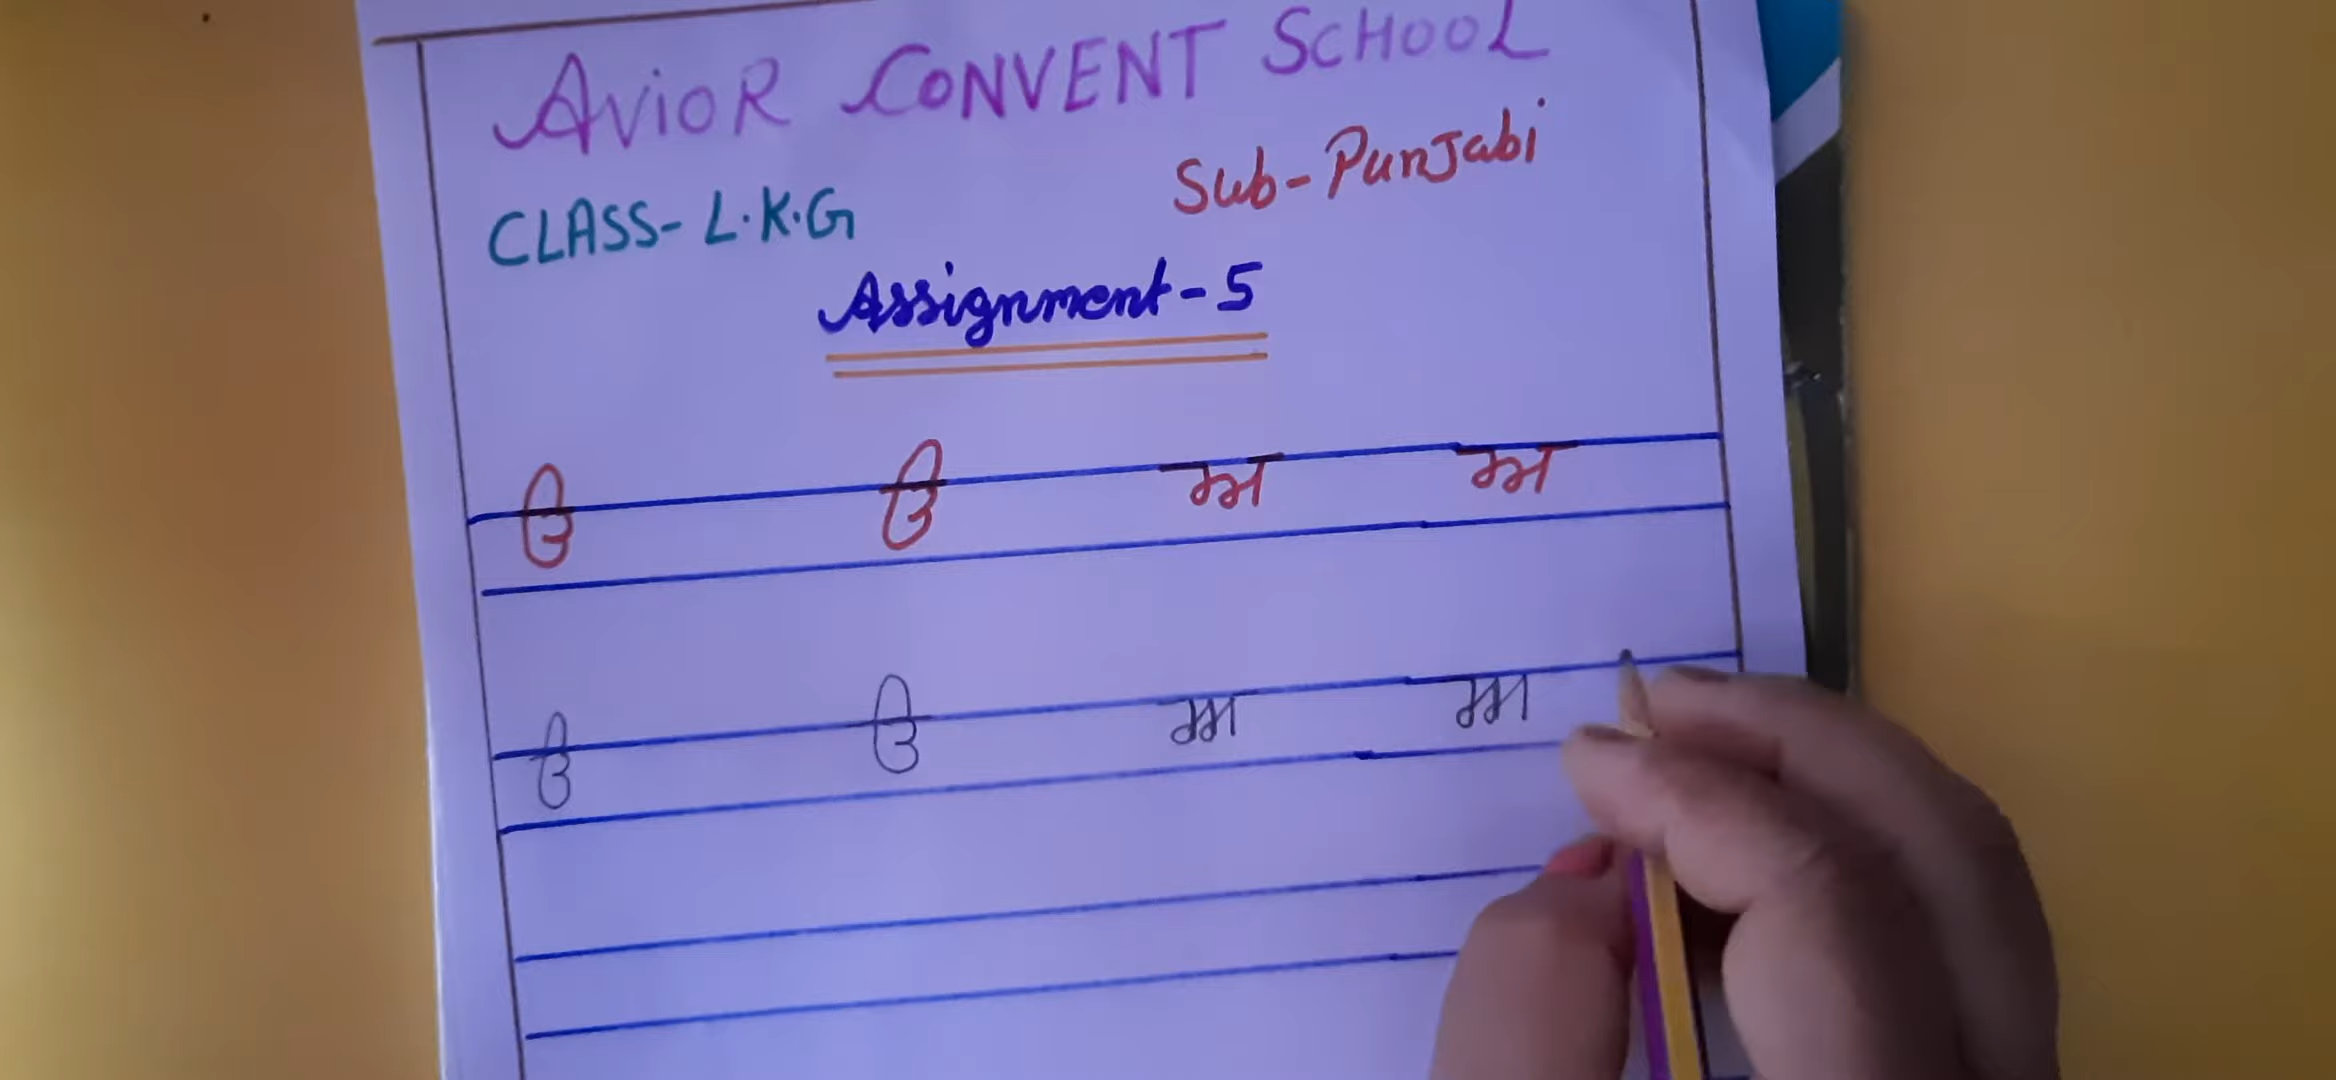 AVIOR CONVENT SCHOOL
CLASS- L.K.G Sub-Punjabi
Assignment-5
ੳ ੳ ਅ ਅ
ੳ ੳ ਅ ਅ